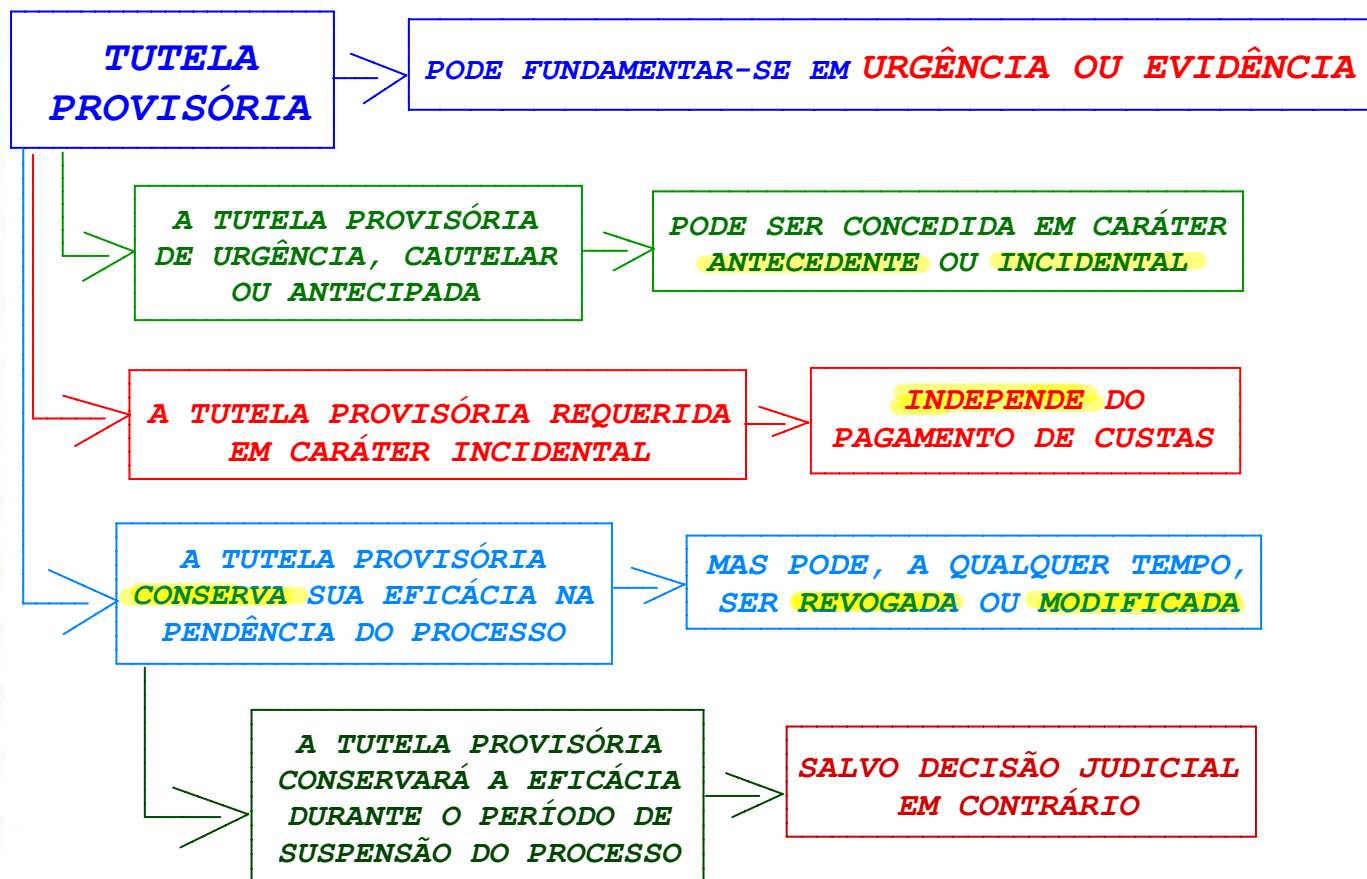 TUTELA
PROVISÓRIA
PODE FUNDAMENTAR-SE EM URGÊNCIA OU EVIDÊNCIA
A TUTELA PROVISÓRIA
DE URGÊNCIA, CAUTELAR
OU ANTECIPADA
PODE SER CONCEDIDA EM CARÁTER
ANTECEDENTE OU INCIDENTAL
A TUTELA PROVISÓRIA REQUERIDA
EM CARÁTER INCIDENTAL
INDEPENDE DO
PAGAMENTO DE CUSTAS
A TUTELA PROVISÓRIA
CONSERVA SUA EFICÁCIA NA
PENDÊNCIA DO PROCESSO
MAS PODE, A QUALQUER TEMPO,
SER REVOGADA OU MODIFICADA
A TUTELA PROVISÓRIA
CONSERVARÁ A EFICÁCIA
DURANTE O PERÍODO DE
SUSPENSÃO DO PROCESSO
SALVO DECISÃO JUDICIAL
EM CONTRÁRIO